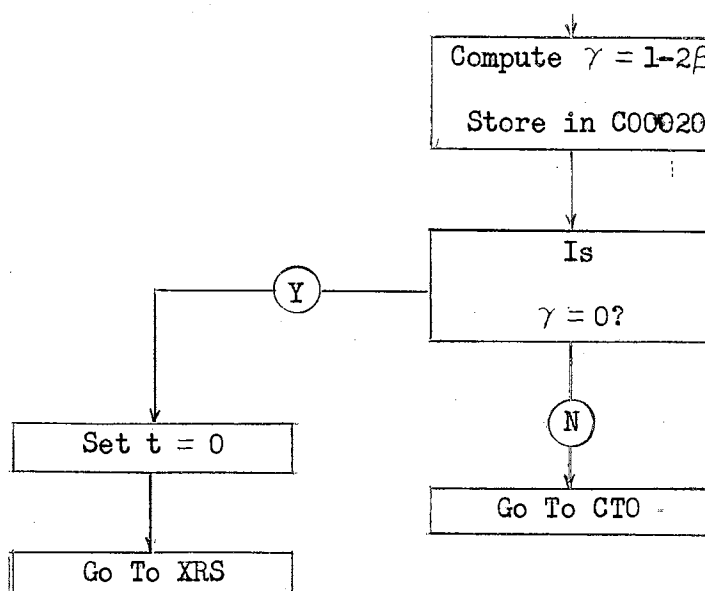 Compute γ = 1-2β
Store in C00020
Is
γ = 0?
Y
N
Set t = 0
Go To CTO
Go To XRS